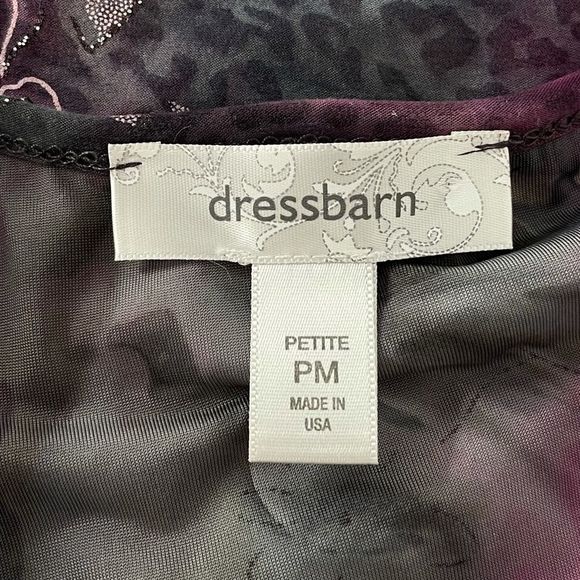 dressbarn
PETITE
PM
MADE IN
USA